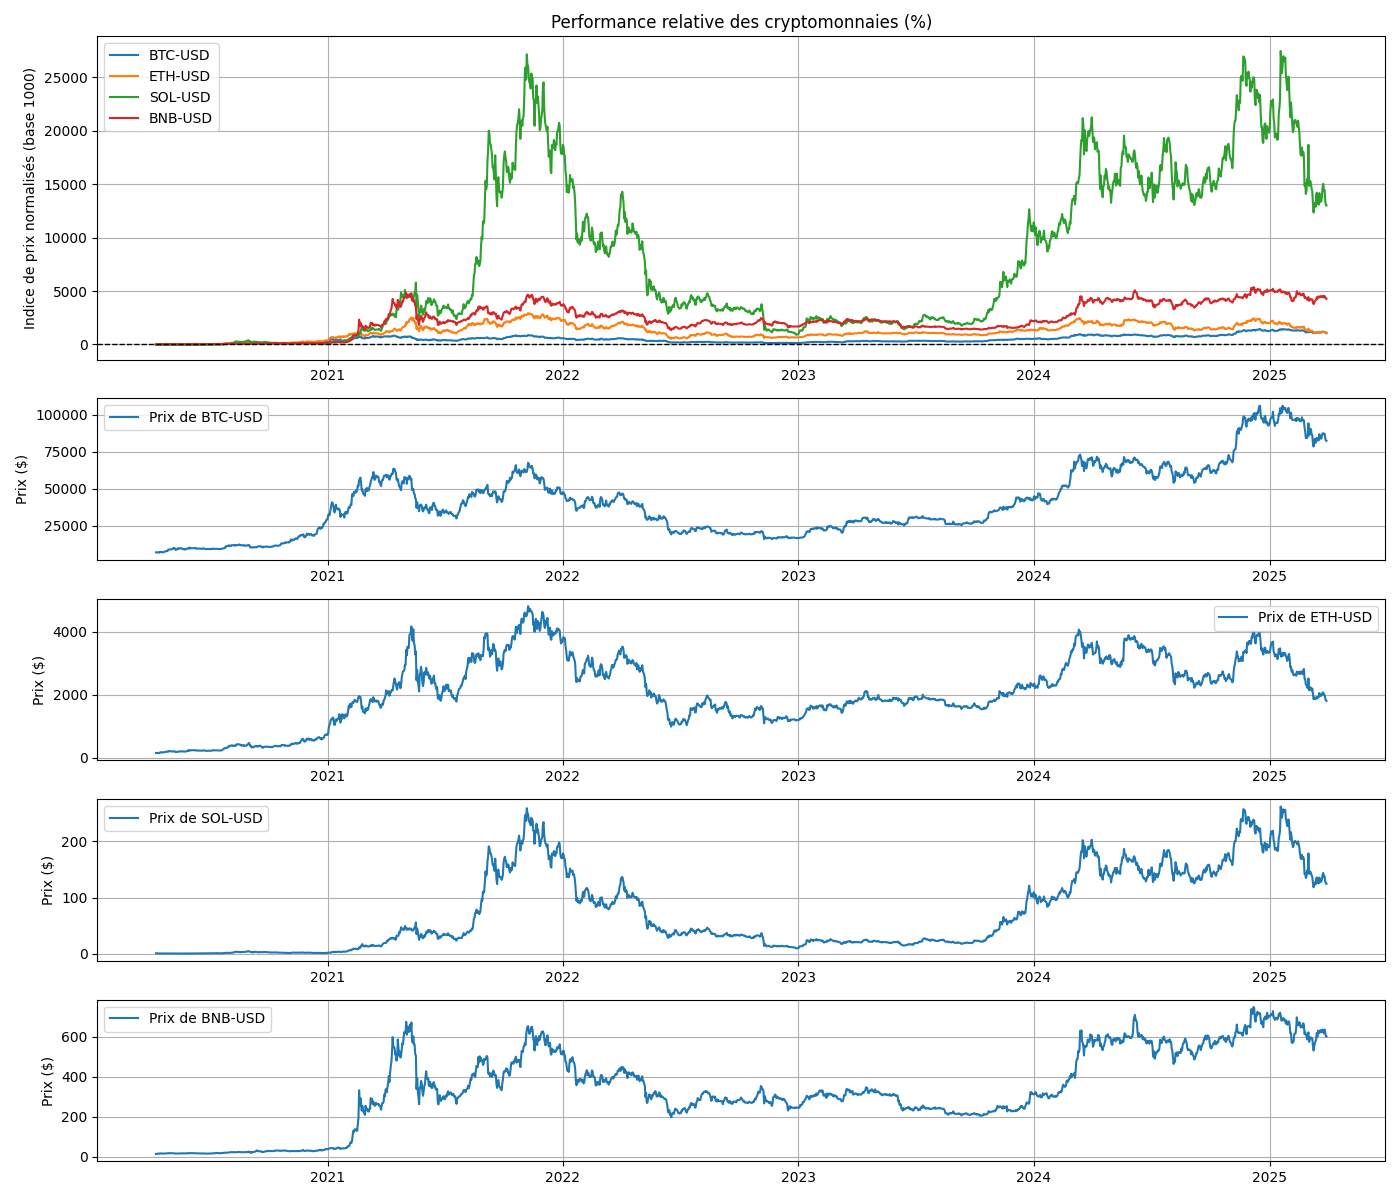 Performance relative des cryptomonnaies (%)
Indice de prix normalisés (base 1000)
BTC-USD
ETH-USD
SOL-USD
BNB-USD
25000
20000
15000
10000
5000
0
2021 2022 2023 2024 2025
Prix ($)
Prix de BTC-USD
100000
75000
50000
25000
2021 2022 2023 2024 2025
Prix ($)
Prix de ETH-USD
4000
2000
0
2021 2022 2023 2024 2025
Prix ($)
Prix de SOL-USD
200
100
0
2021 2022 2023 2024 2025
Prix ($)
Prix de BNB-USD
600
400
200
0
2021 2022 2023 2024 2025